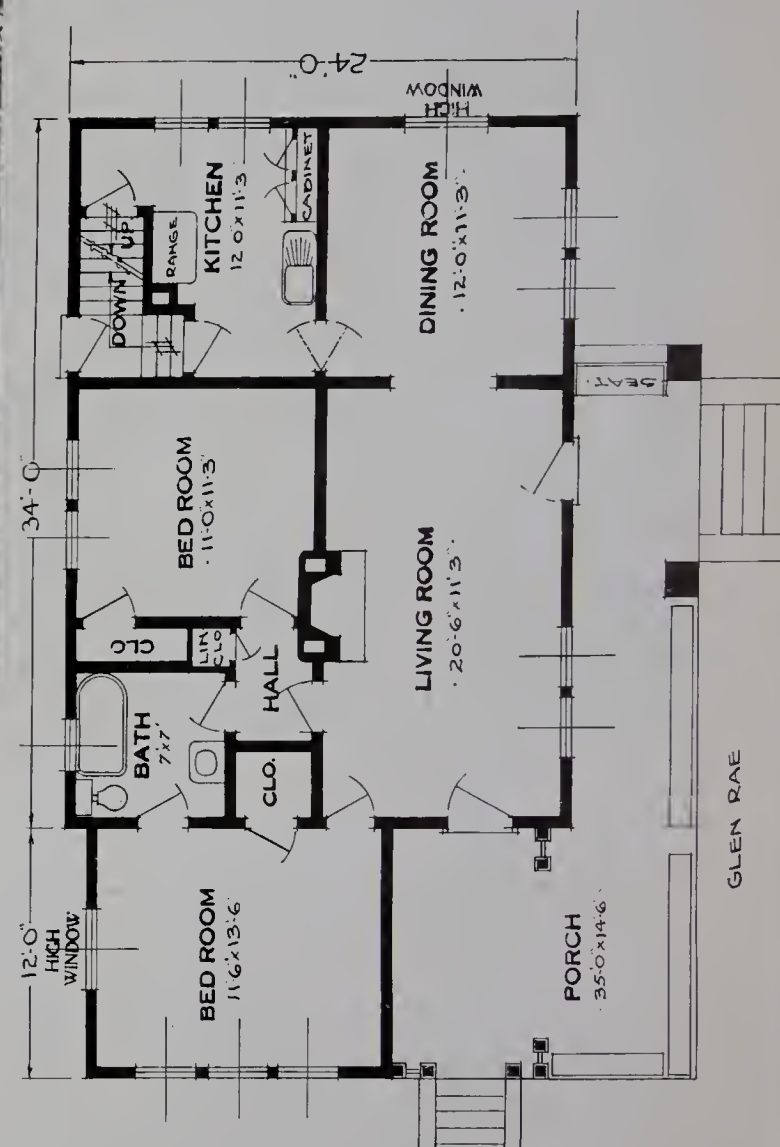 24'-0"
HIGH
WINDOW
KITCHEN
12'0"x11'-3
CABINET
RANGE
UP
DOWN
DINING ROOM
12'-0"x11'-3"
SEAT
34'-0"
BED ROOM
11'-0"x11'-3"
LIN.
CLO
HALL
LIVING ROOM
20'-6"x11'3"
BATH
7'x7'
CLO.
12'-0"
HIGH
WINDOW
BED ROOM
11'-6"x13'-6
PORCH
35'-0"x14'-6
GLEN RAE